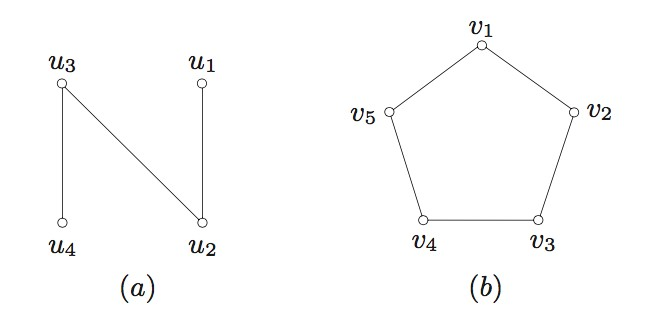 v₁
u₃ u₁
v₅ v₂
u₄ u₂ v₄ v₃
(a) (b)